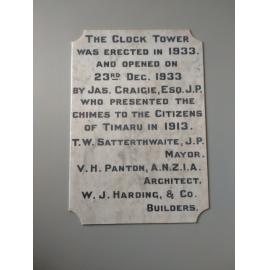 The Clock Tower
was erected in 1933.
and opened on
23RD Dec. 1933
by Jas. Craigie, Esq. J.P.
who presented the
chimes to the Citizens
of Timaru in 1913.
T.W. Satterthwaite, J.P.
Mayor.
V. H. Panton, A.N.Z.I.A.
Architect.
W. J. Harding, & Co.
Builders.